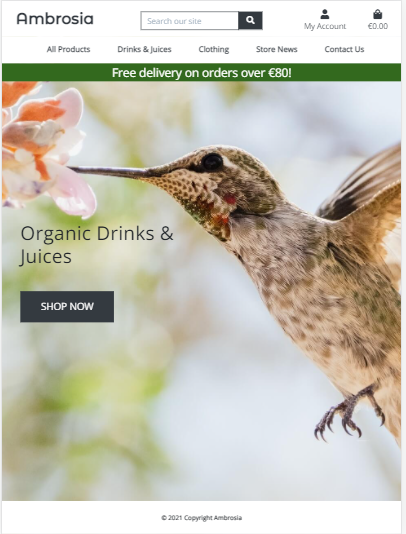 Ambrosia
Search our site
My Account
€0.00
All Products Drinks & Juices Clothing Store News Contact Us
Free delivery on orders over €80!
Organic Drinks &
Juices
SHOP NOW
© 2021 Copyright Ambrosia